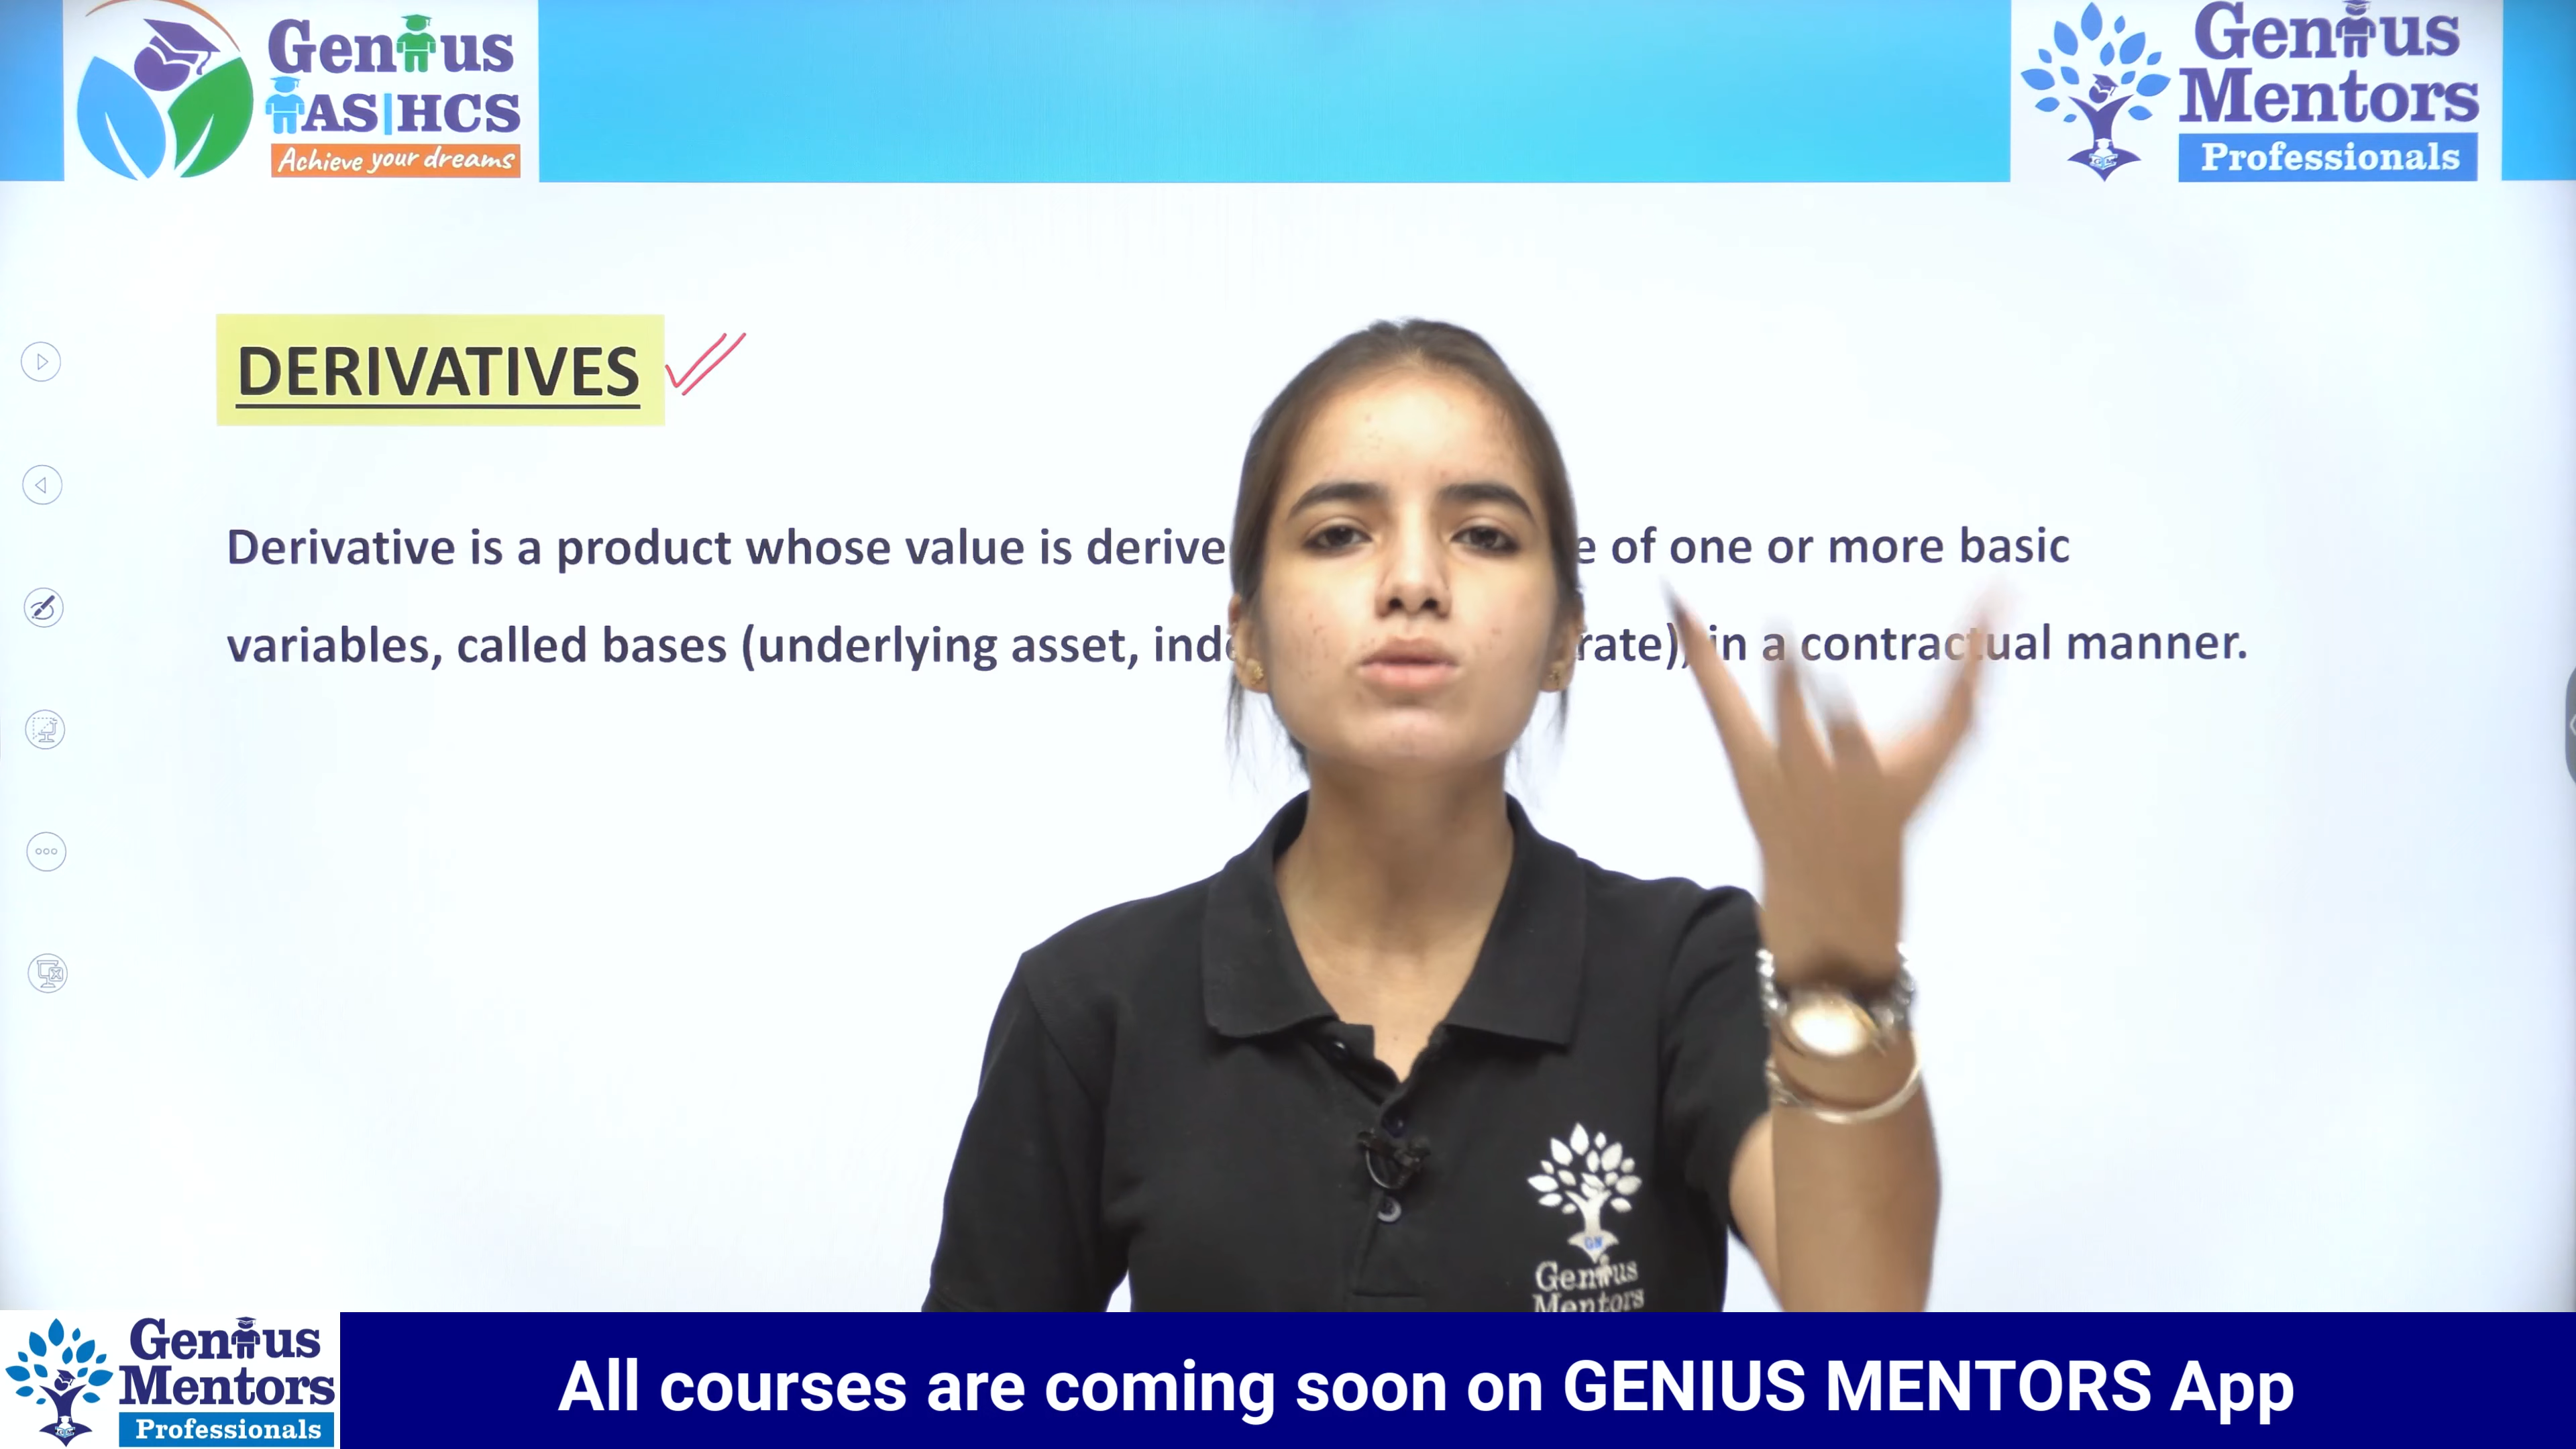 Genius
IAS|HCS
Achieve your dreams
Genius
Mentors
Professionals
DERIVATIVES
Derivative is a product whose value is of one or more basic
variables, called bases (underlying asset, rate), in a contractual manner.
GM
Genius
Mentors
Genius
Mentors
Professionals
All courses are coming soon on GENIUS MENTORS App